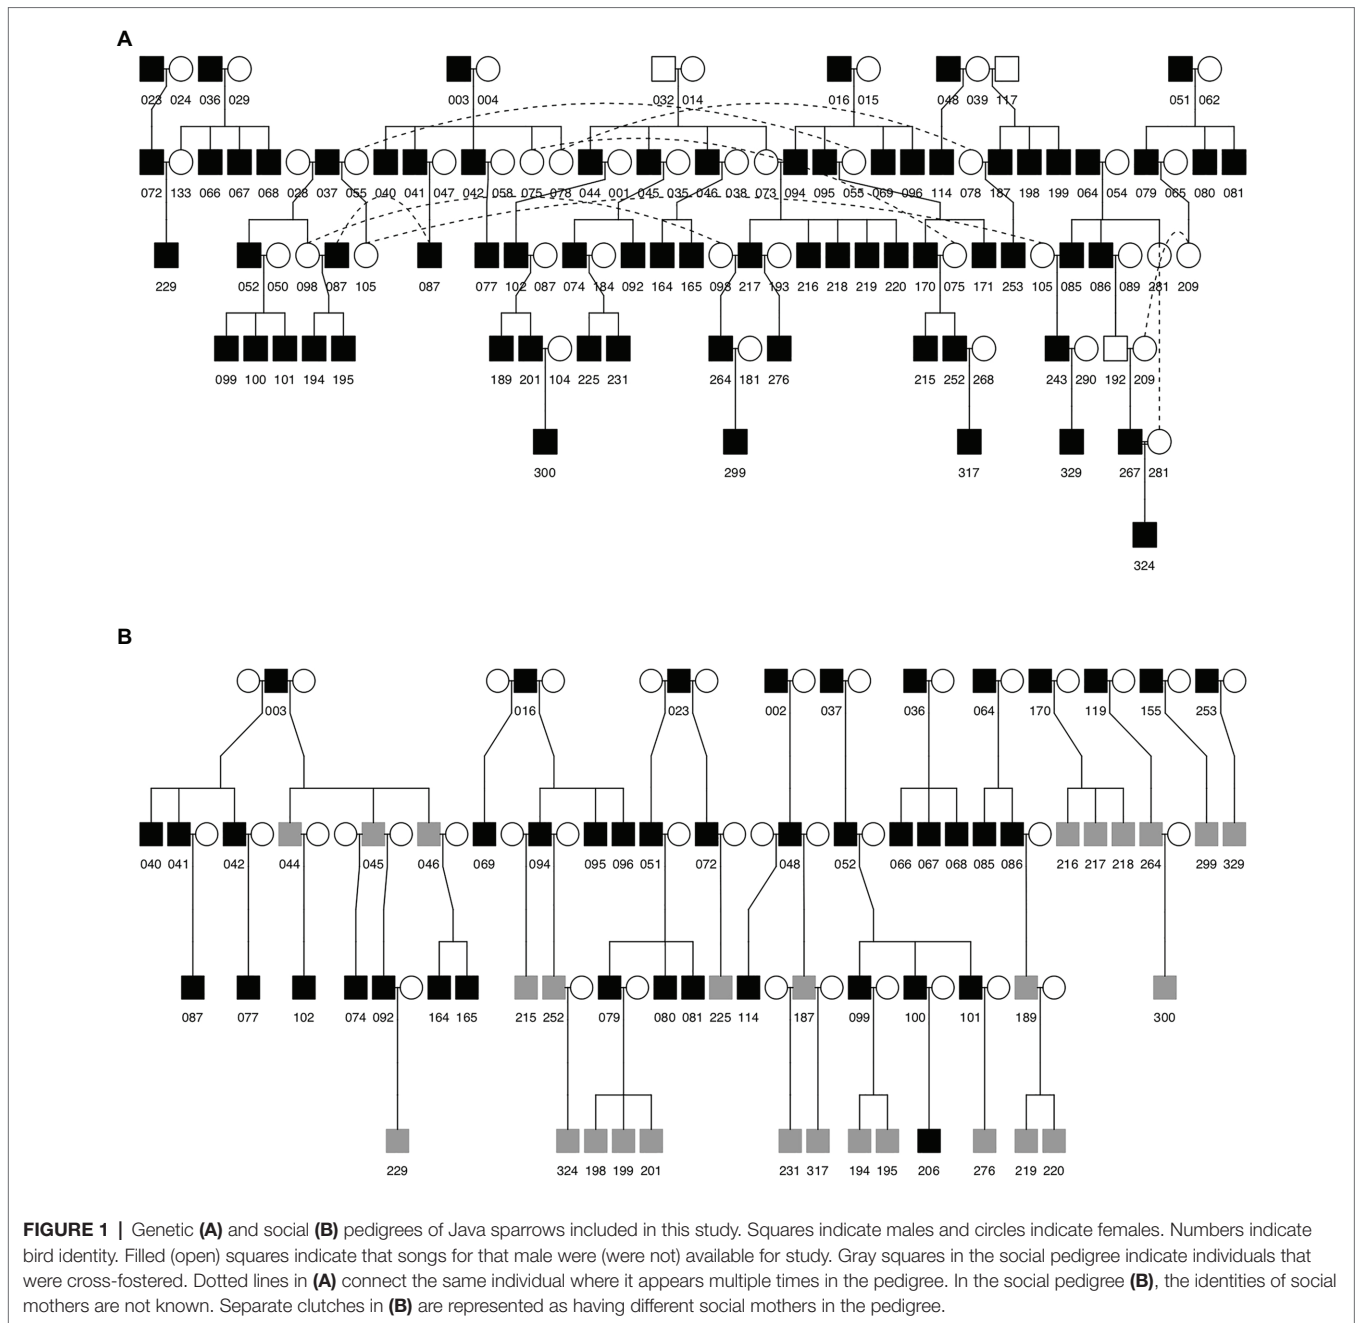 A
023 024 036 029 003 004 032 014 016 015 048 039 117 051 062
072 133 066 067 068 028 037 055 040 041 047 042 058 075 078 044 001 045 035 046 038 073 094 095 055 069 096 114 078 187 198 199 064 054 079 065 080 081
229 052 050 098 087 105 087 077 102 087 074 184 092 164 165 098 217 193 216 218 219 220 170 075 171 253 105 085 086 089 281 209
099 100 101 194 195 189 201 104 225 231 264 181 276 215 252 268 243 290 192 209
300 299 317 329 267 281
324
B
003 016 023 002 037 036 064 170 119 155 253
040 041 042 044 045 046 069 094 095 096 051 072 048 052 066 067 068 085 086 216 217 218 264 299 329
087 077 102 074 092 164 165 215 252 079 080 081 225 114 187 099 100 101 189 300
229 324 198 199 201 231 317 194 195 206 276 219 220
FIGURE 1 | Genetic (A) and social (B) pedigrees of Java sparrows included in this study. Squares indicate males and circles indicate females. Numbers indicate
bird identity. Filled (open) squares indicate that songs for that male were (were not) available for study. Gray squares in the social pedigree indicate individuals that
were cross-fostered. Dotted lines in (A) connect the same individual where it appears multiple times in the pedigree. In the social pedigree (B), the identities of social
mothers are not known. Separate clutches in (B) are represented as having different social mothers in the pedigree.